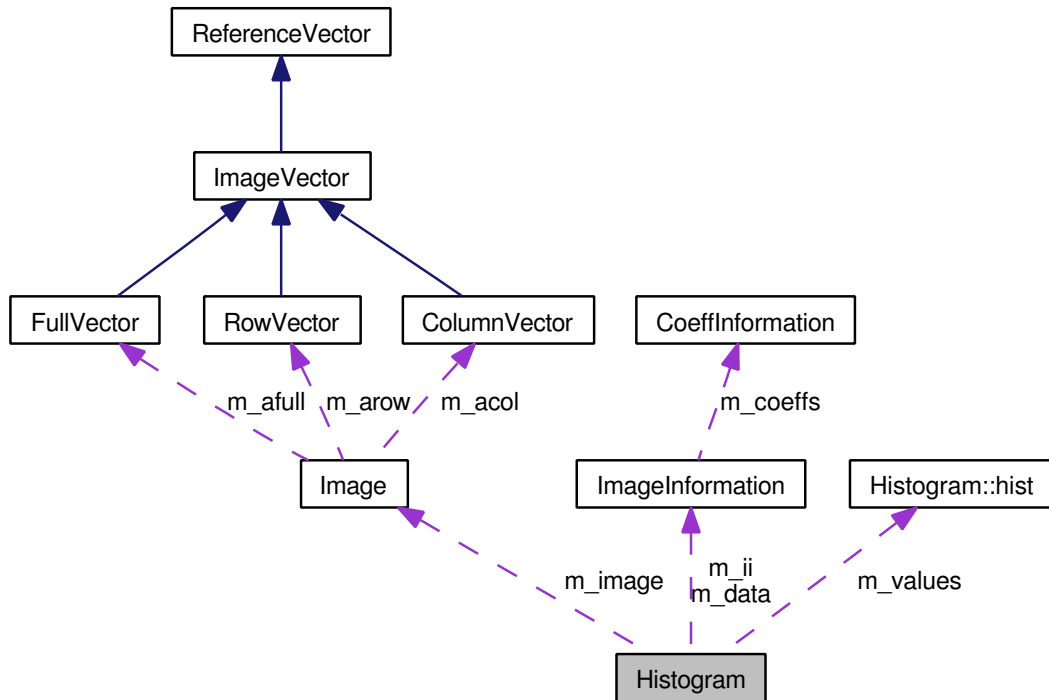 ReferenceVector
ImageVector
FullVector
RowVector
ColumnVector
CoeffInformation
m_afull
m_arow
m_acol
m_coeffs
Image
ImageInformation
Histogram::hist
m_image
m_ii
m_data
m_values
Histogram